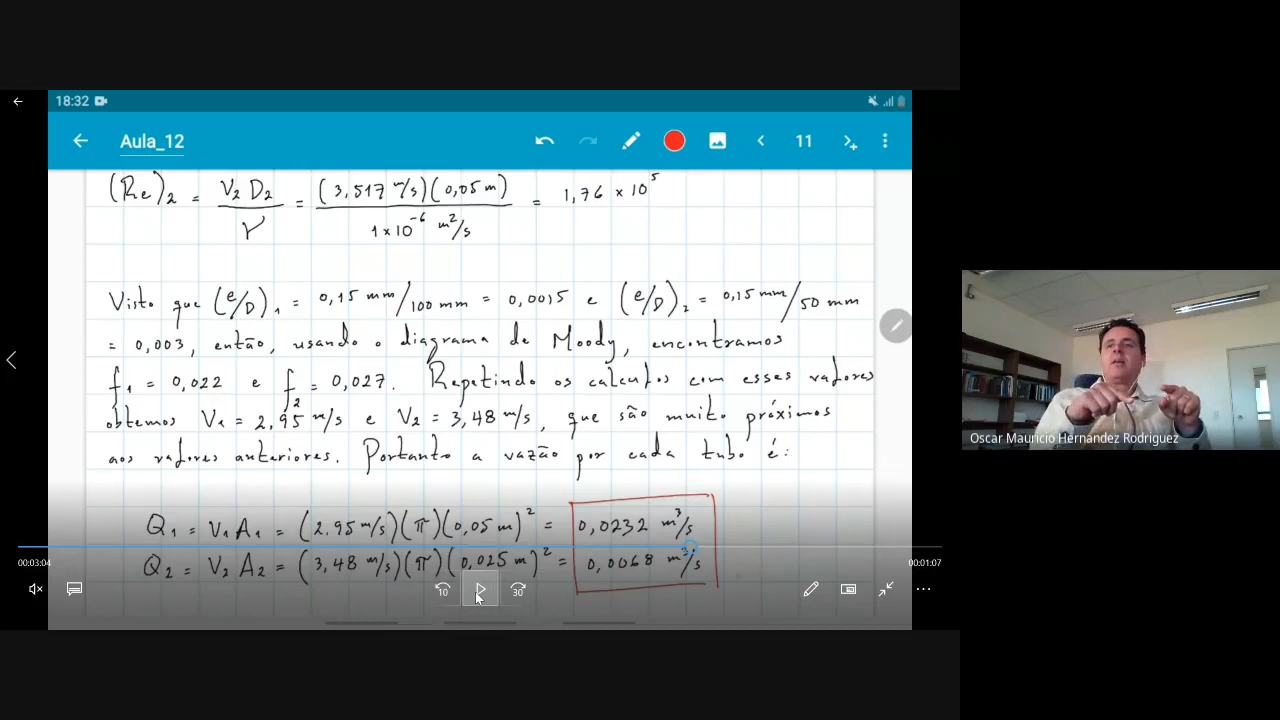 18:32
Aula_12
11
(Re)₂ = V₂ D₂ / ν = (3,517 m/s)(0,05 m) / 1 x 10⁻⁶ m²/s = 1,76 x 10⁵
Visto que (e/D)₁ = 0,15 mm/100 mm = 0,0015 e (e/D)₂ = 0,15 mm/50 mm
= 0,003, então, usando o diagrama de Moody, encontramos
f₁ = 0,022 e f₂ = 0,027. Repetindo os calculos com esses valores
obtemos V₁ = 2,95 m/s e V₂ = 3,48 m/s, que são muito próximos
aos valores anteriores. Portanto a vazão por cada tubo é:
Q₁ = V₁ A₁ = (2.95 m/s)(π)(0,05 m)² = 0,0232 m³/s
Q₂ = V₂ A₂ = (3,48 m/s)(π)(0,025 m)² = 0,0068 m³/s
00:03:04
00:01:07
10
30
Oscar Mauricio Hernandez Rodriguez